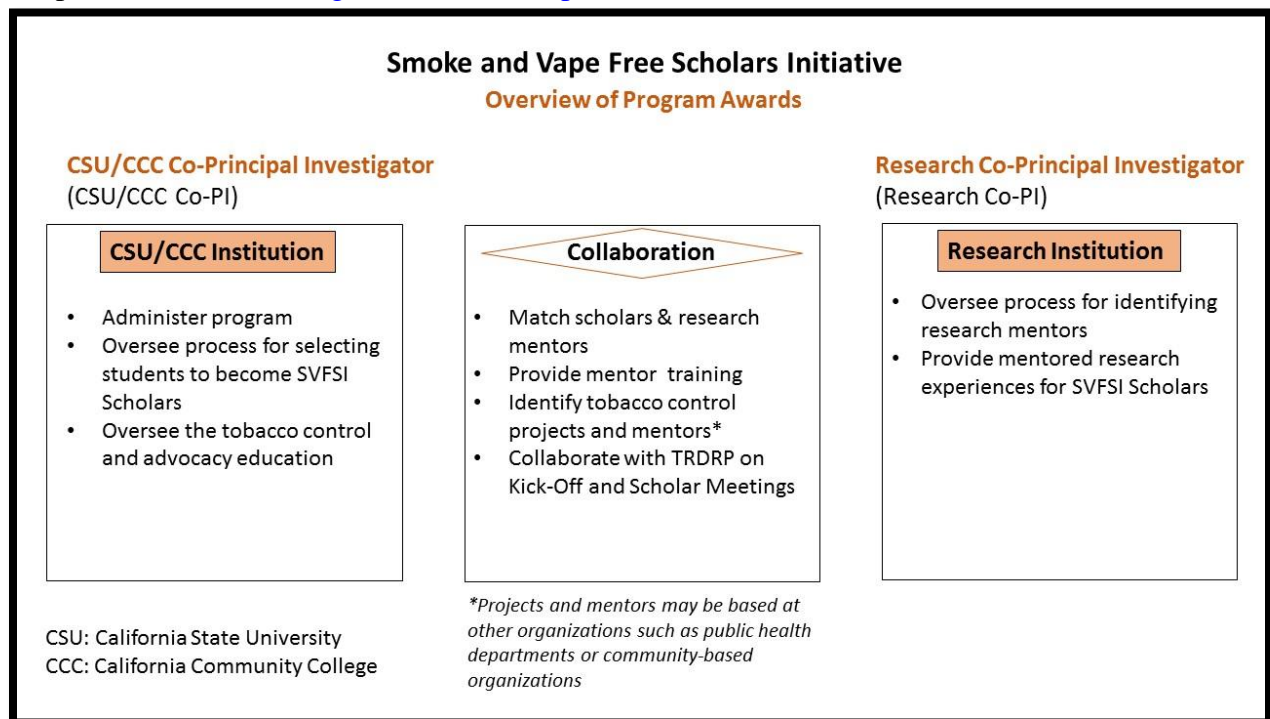 Smoke and Vape Free Scholars Initiative
Overview of Program Awards
CSU/CCC Co-Principal Investigator
(CSU/CCC Co-PI)
CSU/CCC Institution
• Administer program
• Oversee process for selecting
students to become SVFSI
Scholars
• Oversee the tobacco control
and advocacy education
Collaboration
• Match scholars & research
mentors
• Provide mentor training
• Identify tobacco control
projects and mentors*
• Collaborate with TRDRP on
Kick-Off and Scholar Meetings
Research Co-Principal Investigator
(Research Co-PI)
Research Institution
• Oversee process for identifying
research mentors
• Provide mentored research
experiences for SVFSI Scholars
*Projects and mentors may be based at
other organizations such as public health
departments or community-based
organizations
CSU: California State University
CCC: California Community College